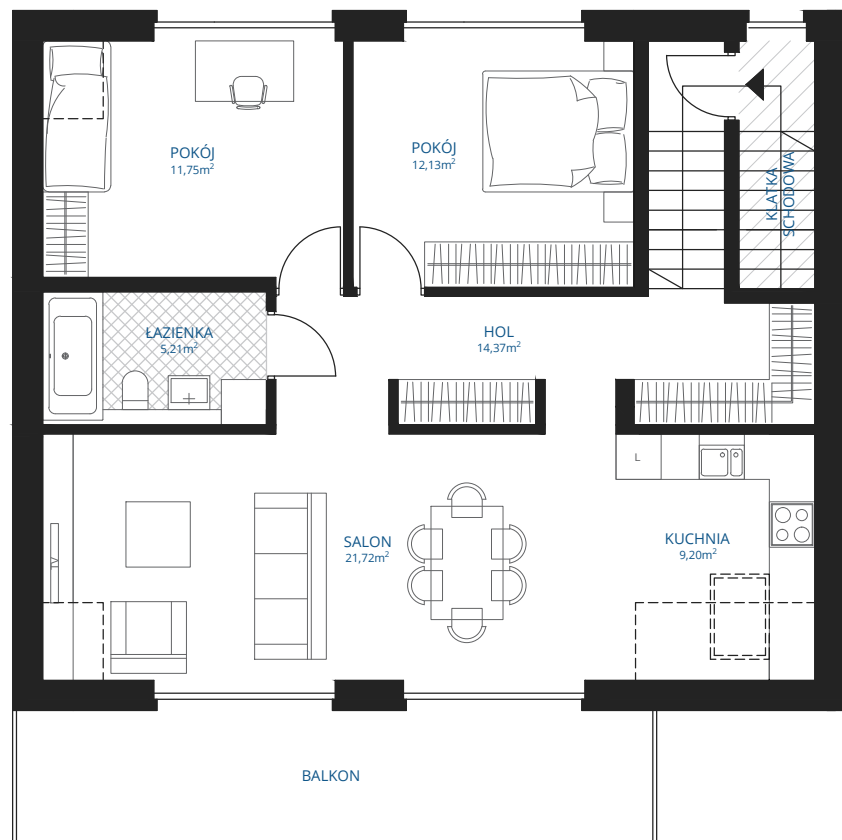 POKÓJ
11,75m²
POKÓJ
12,13m²
KLATKA
SCHODOWA
ŁAZIENKA
5,21m²
HOL
14,37m²
L
TV
SALON
21,72m²
KUCHNIA
9,20m²
BALKON